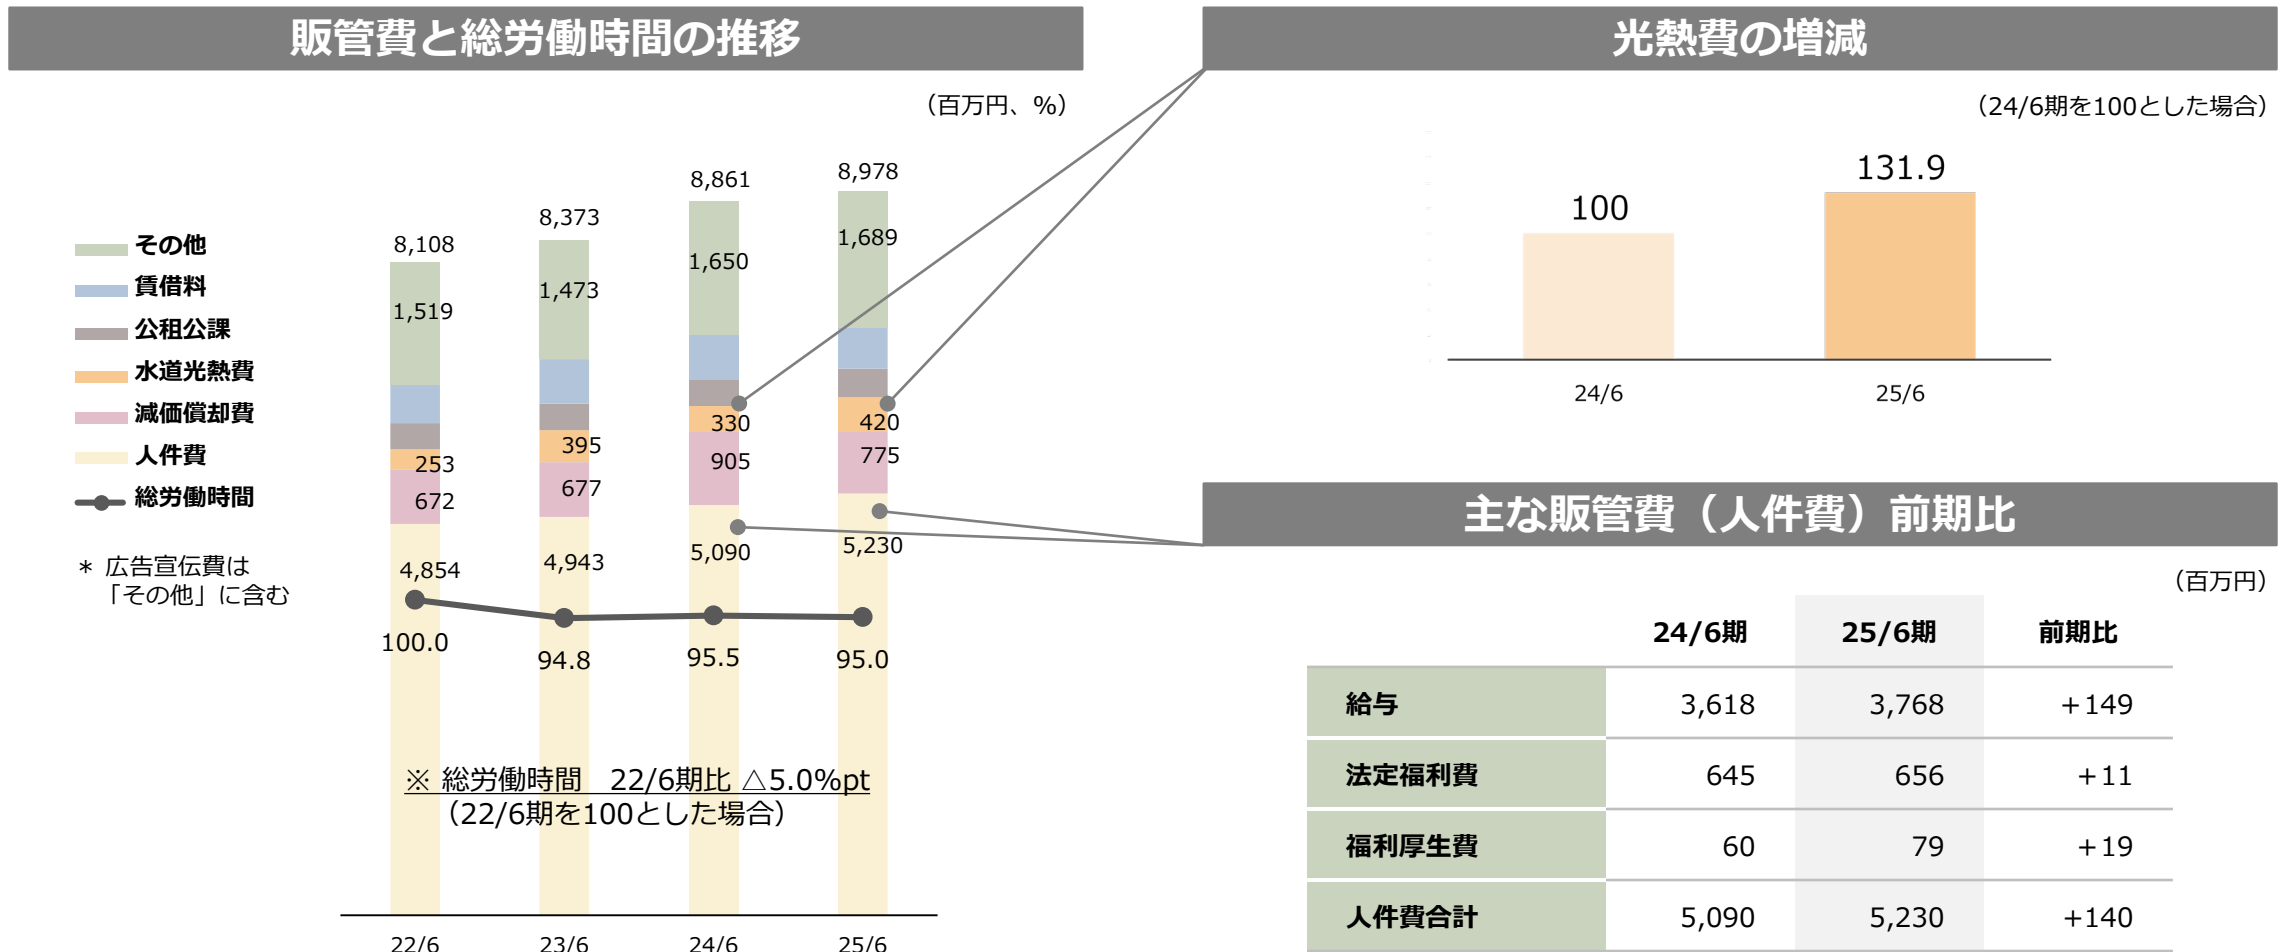 販管費と総労働時間の推移
（百万円、%）
その他
賃借料
公租公課
水道光熱費
減価償却費
人件費
総労働時間
* 広告宣伝費は
「その他」に含む
8,108
8,373
8,861
8,978
1,519
1,473
1,650
1,689
253
395
330
420
672
677
905
775
4,854
4,943
5,090
5,230
100.0
94.8
95.5
95.0
※ 総労働時間　22/6期比 △5.0%pt
（22/6期を100とした場合）
22/6
23/6
24/6
25/6
光熱費の増減
（24/6期を100とした場合）
100
131.9
24/6
25/6
主な販管費（人件費）前期比
（百万円）
24/6期 25/6期 前期比
給与 3,618 3,768 +149
法定福利費 645 656 +11
福利厚生費 60 79 +19
人件費合計 5,090 5,230 +140